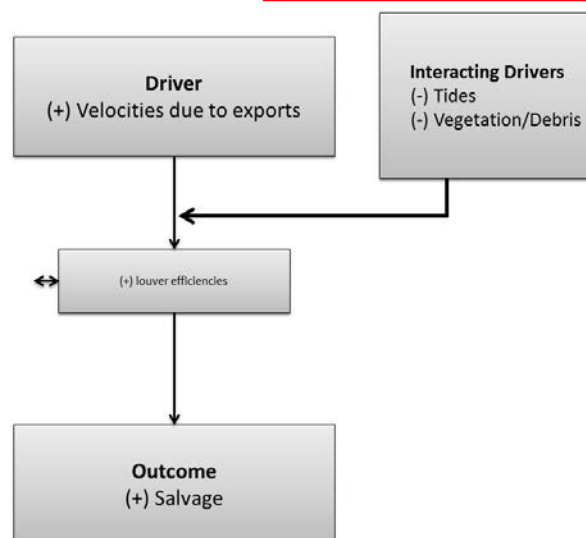 Driver
(+) Velocities due to exports
Interacting Drivers
(-) Tides
(-) Vegetation/Debris
(+) louver efficiencies
Outcome
(+) Salvage